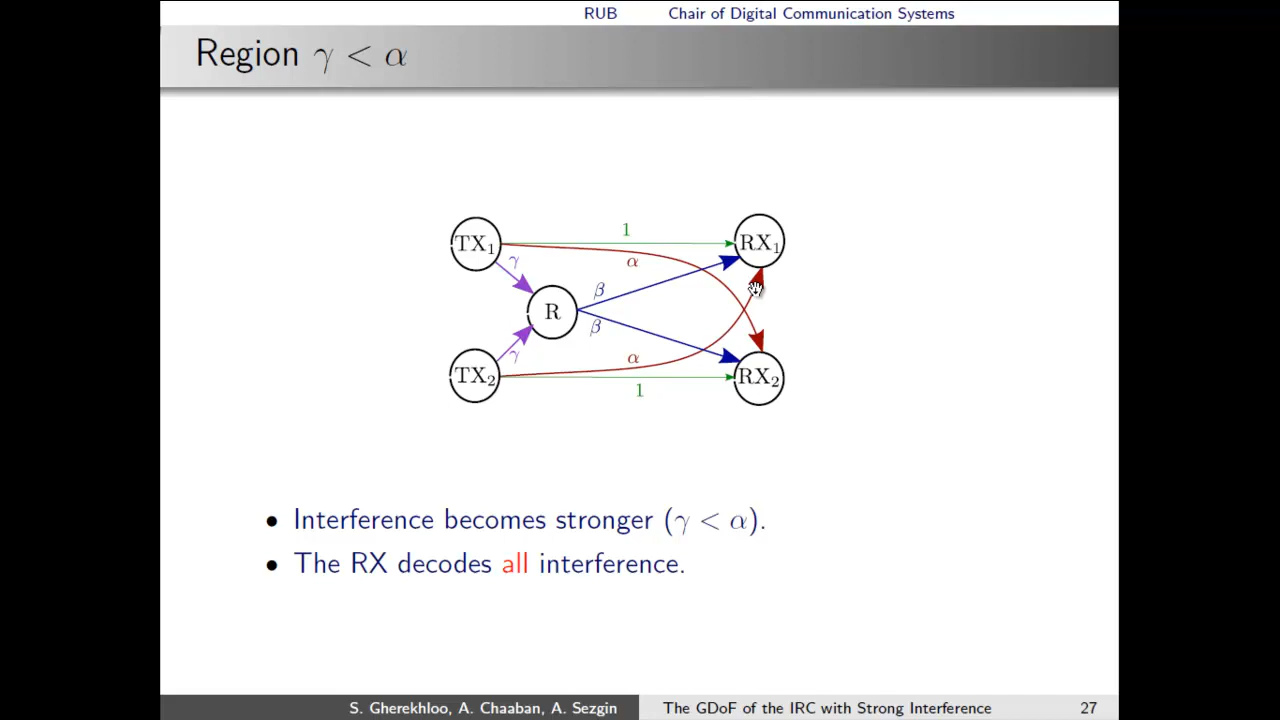 RUB Chair of Digital Communication Systems
Region γ < α
TX₁
1
RX₁
γ
α
β
R
β
γ
α
TX₂
RX₂
1
• Interference becomes stronger (γ < α).
• The RX decodes all interference.
S. Gherekhloo, A. Chaaban, A. Sezgin
The GDoF of the IRC with Strong Interference
27